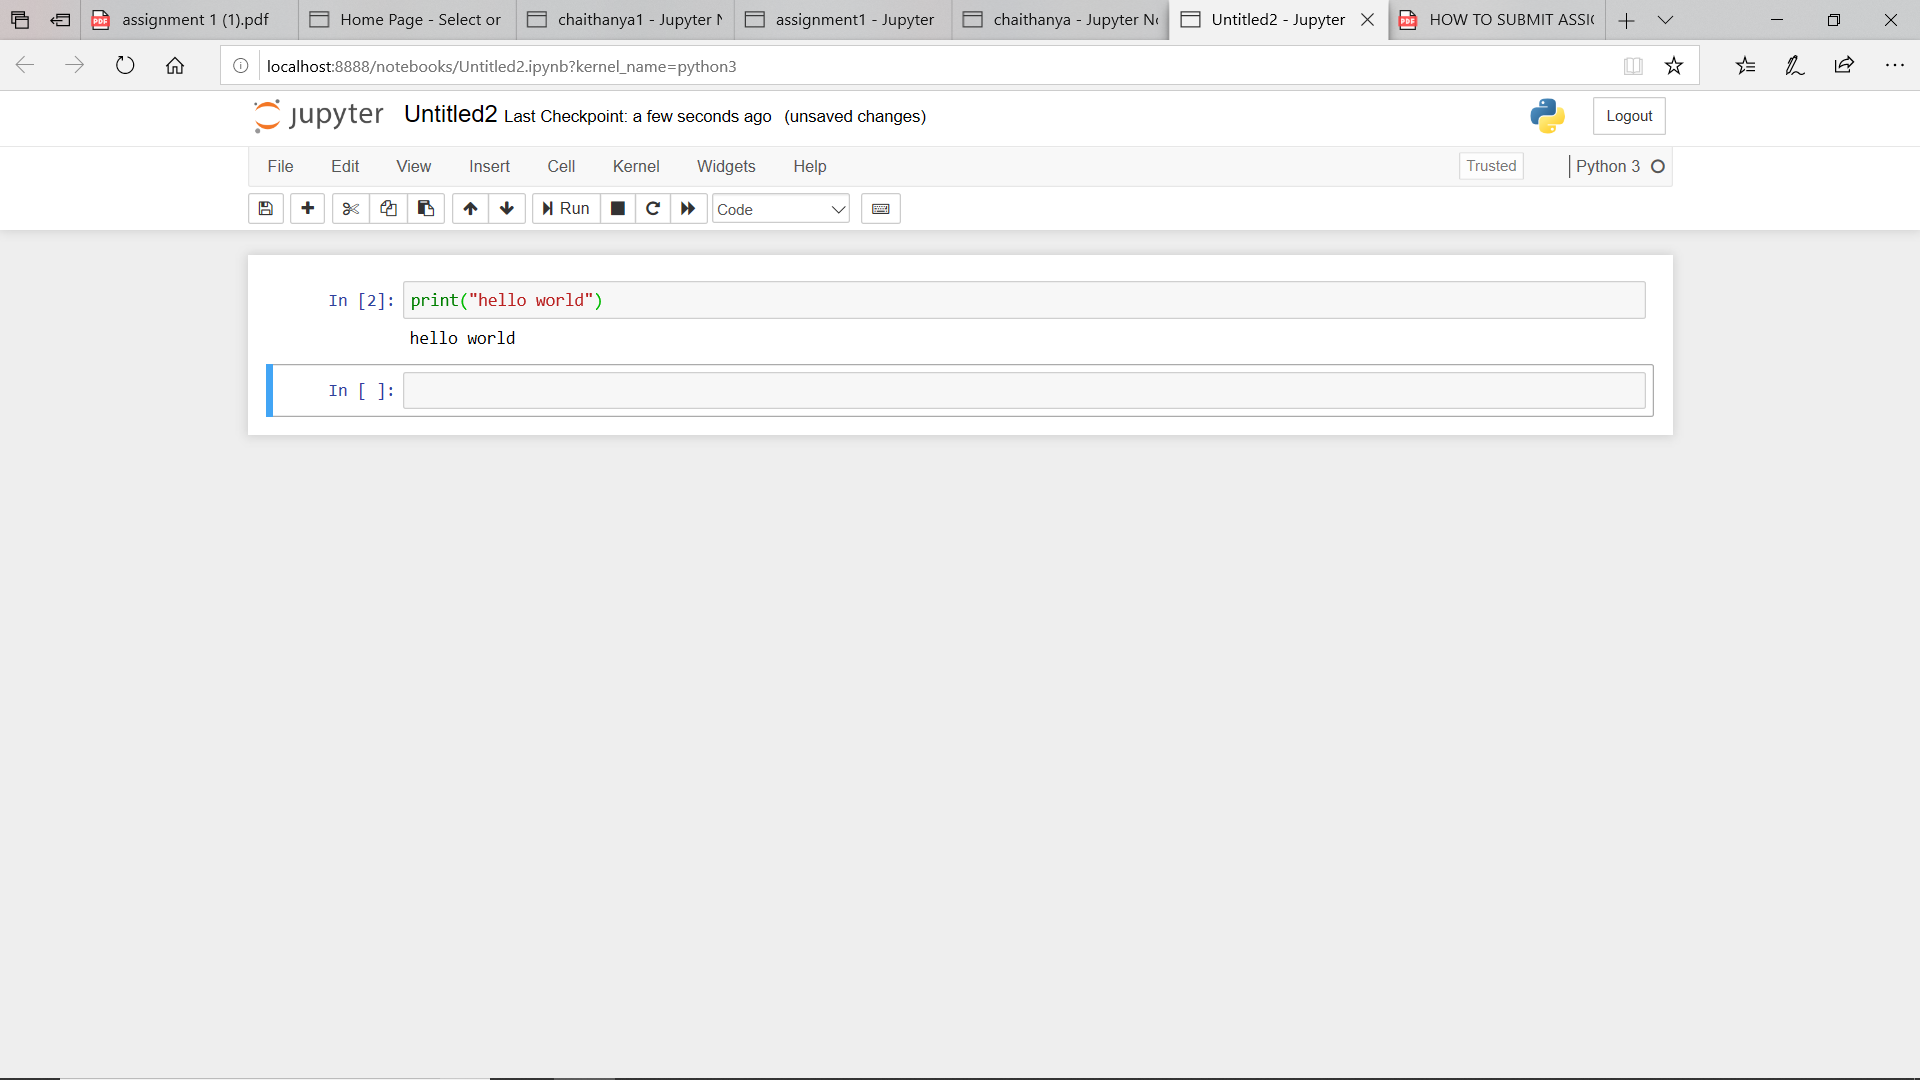 assignment 1 (1).pdf
Home Page - Select or
chaithanya1 - Jupyter N
assignment1 - Jupyter
chaithanya - Jupyter No
Untitled2 - Jupyter
HOW TO SUBMIT ASSIG
localhost:8888/notebooks/Untitled2.ipynb?kernel_name=python3
jupyter Untitled2 Last Checkpoint: a few seconds ago (unsaved changes)
Logout
File Edit View Insert Cell Kernel Widgets Help
Trusted
Python 3
Run
Code
In [2]: print("hello world")
hello world
In [ ]: